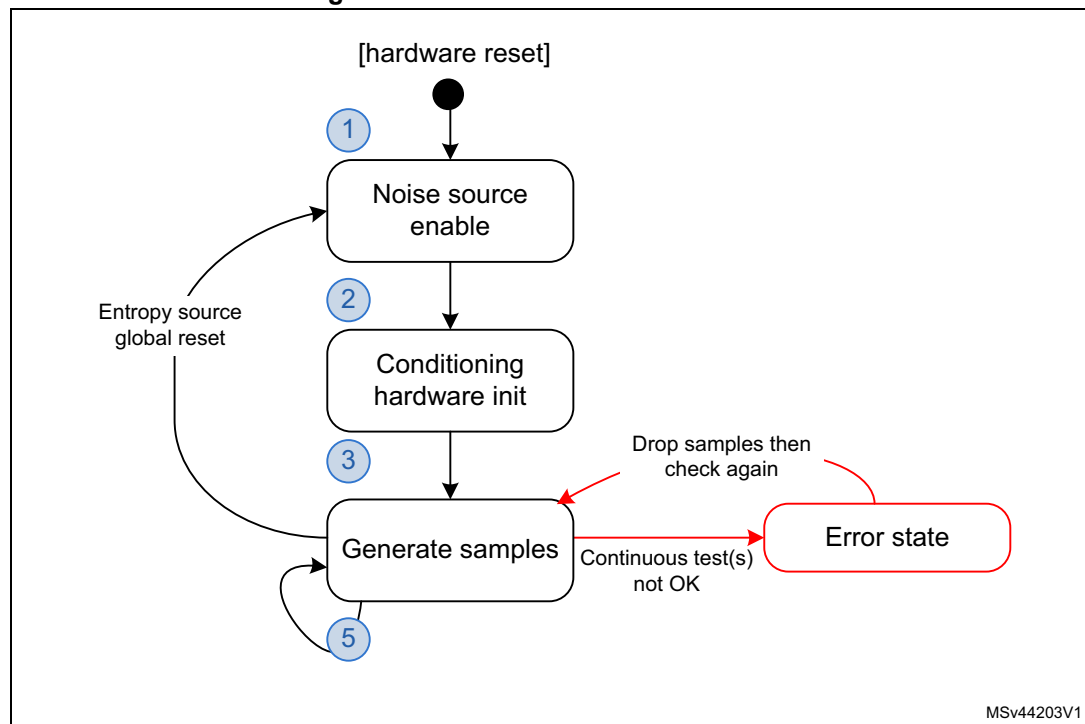 [hardware reset]
1
Noise source
enable
2
Entropy source
global reset
Conditioning
hardware init
3
Drop samples then
check again
Generate samples
Continuous test(s)
not OK
Error state
5
MSv44203V1